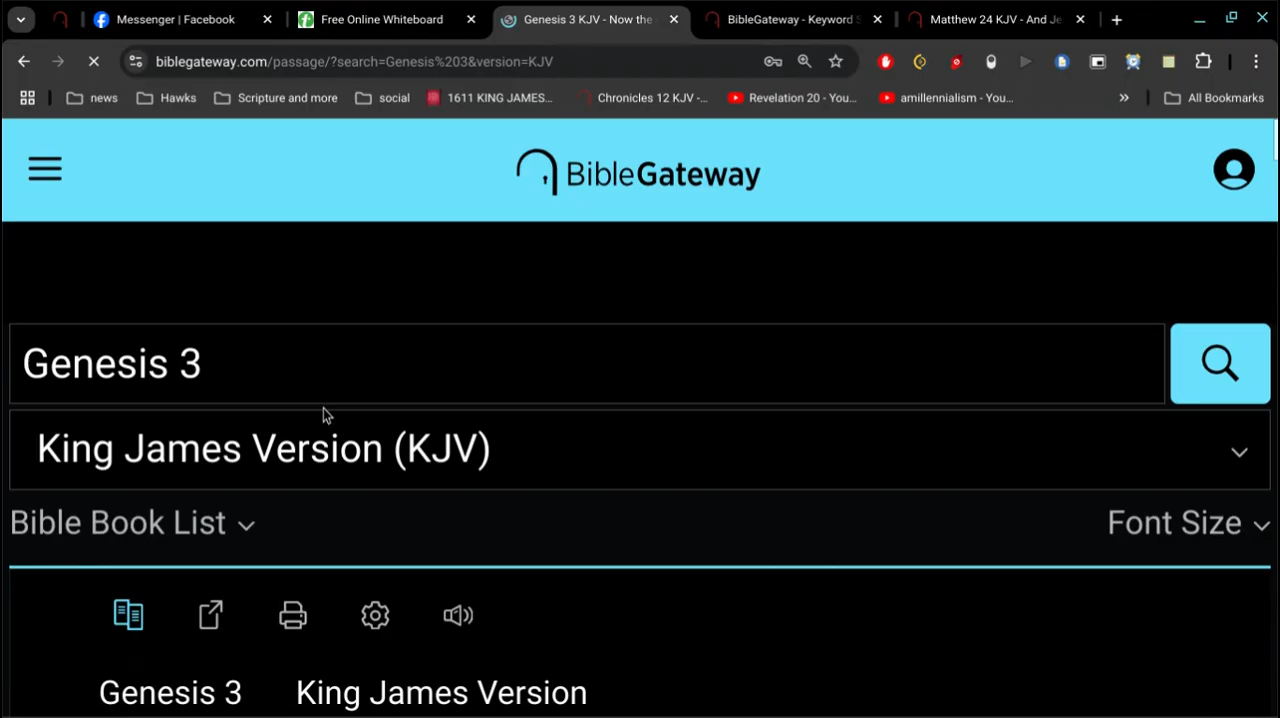 Messenger | Facebook
Free Online Whiteboard
Genesis 3 KJV - Now the
BibleGateway - Keyword S
Matthew 24 KJV - And Je
biblegateway.com/passage/?search=Genesis%203&version=KJV
news
Hawks
Scripture and more
social
1611 KING JAMES...
Chronicles 12 KJV -...
Revelation 20 - You...
amillennialism - You...
All Bookmarks
BibleGateway
Genesis 3
King James Version (KJV)
Bible Book List
Font Size
Genesis 3 King James Version